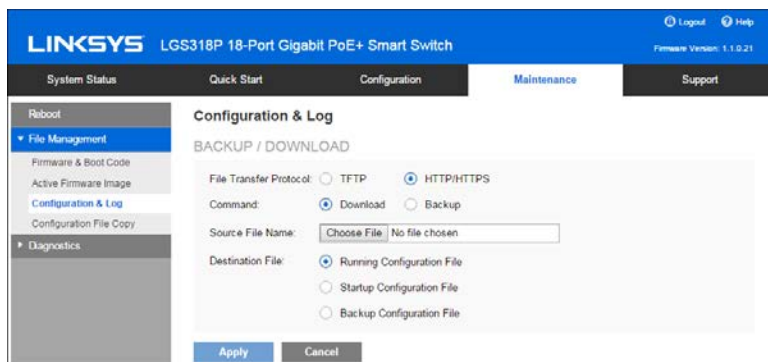 Logout Help
LINKSYS LGS318P 18-Port Gigabit PoE+ Smart Switch
Firmware Version: 1.1.0.21
System Status Quick Start Configuration Maintenance Support
Reboot
File Management
Firmware & Boot Code
Active Firmware Image
Configuration & Log
Configuration File Copy
Diagnostics
Configuration & Log
BACKUP / DOWNLOAD
File Transfer Protocol: TFTP HTTP/HTTPS
Command: Download Backup
Source File Name: Choose File No file chosen
Destination File: Running Configuration File
Startup Configuration File
Backup Configuration File
Apply Cancel